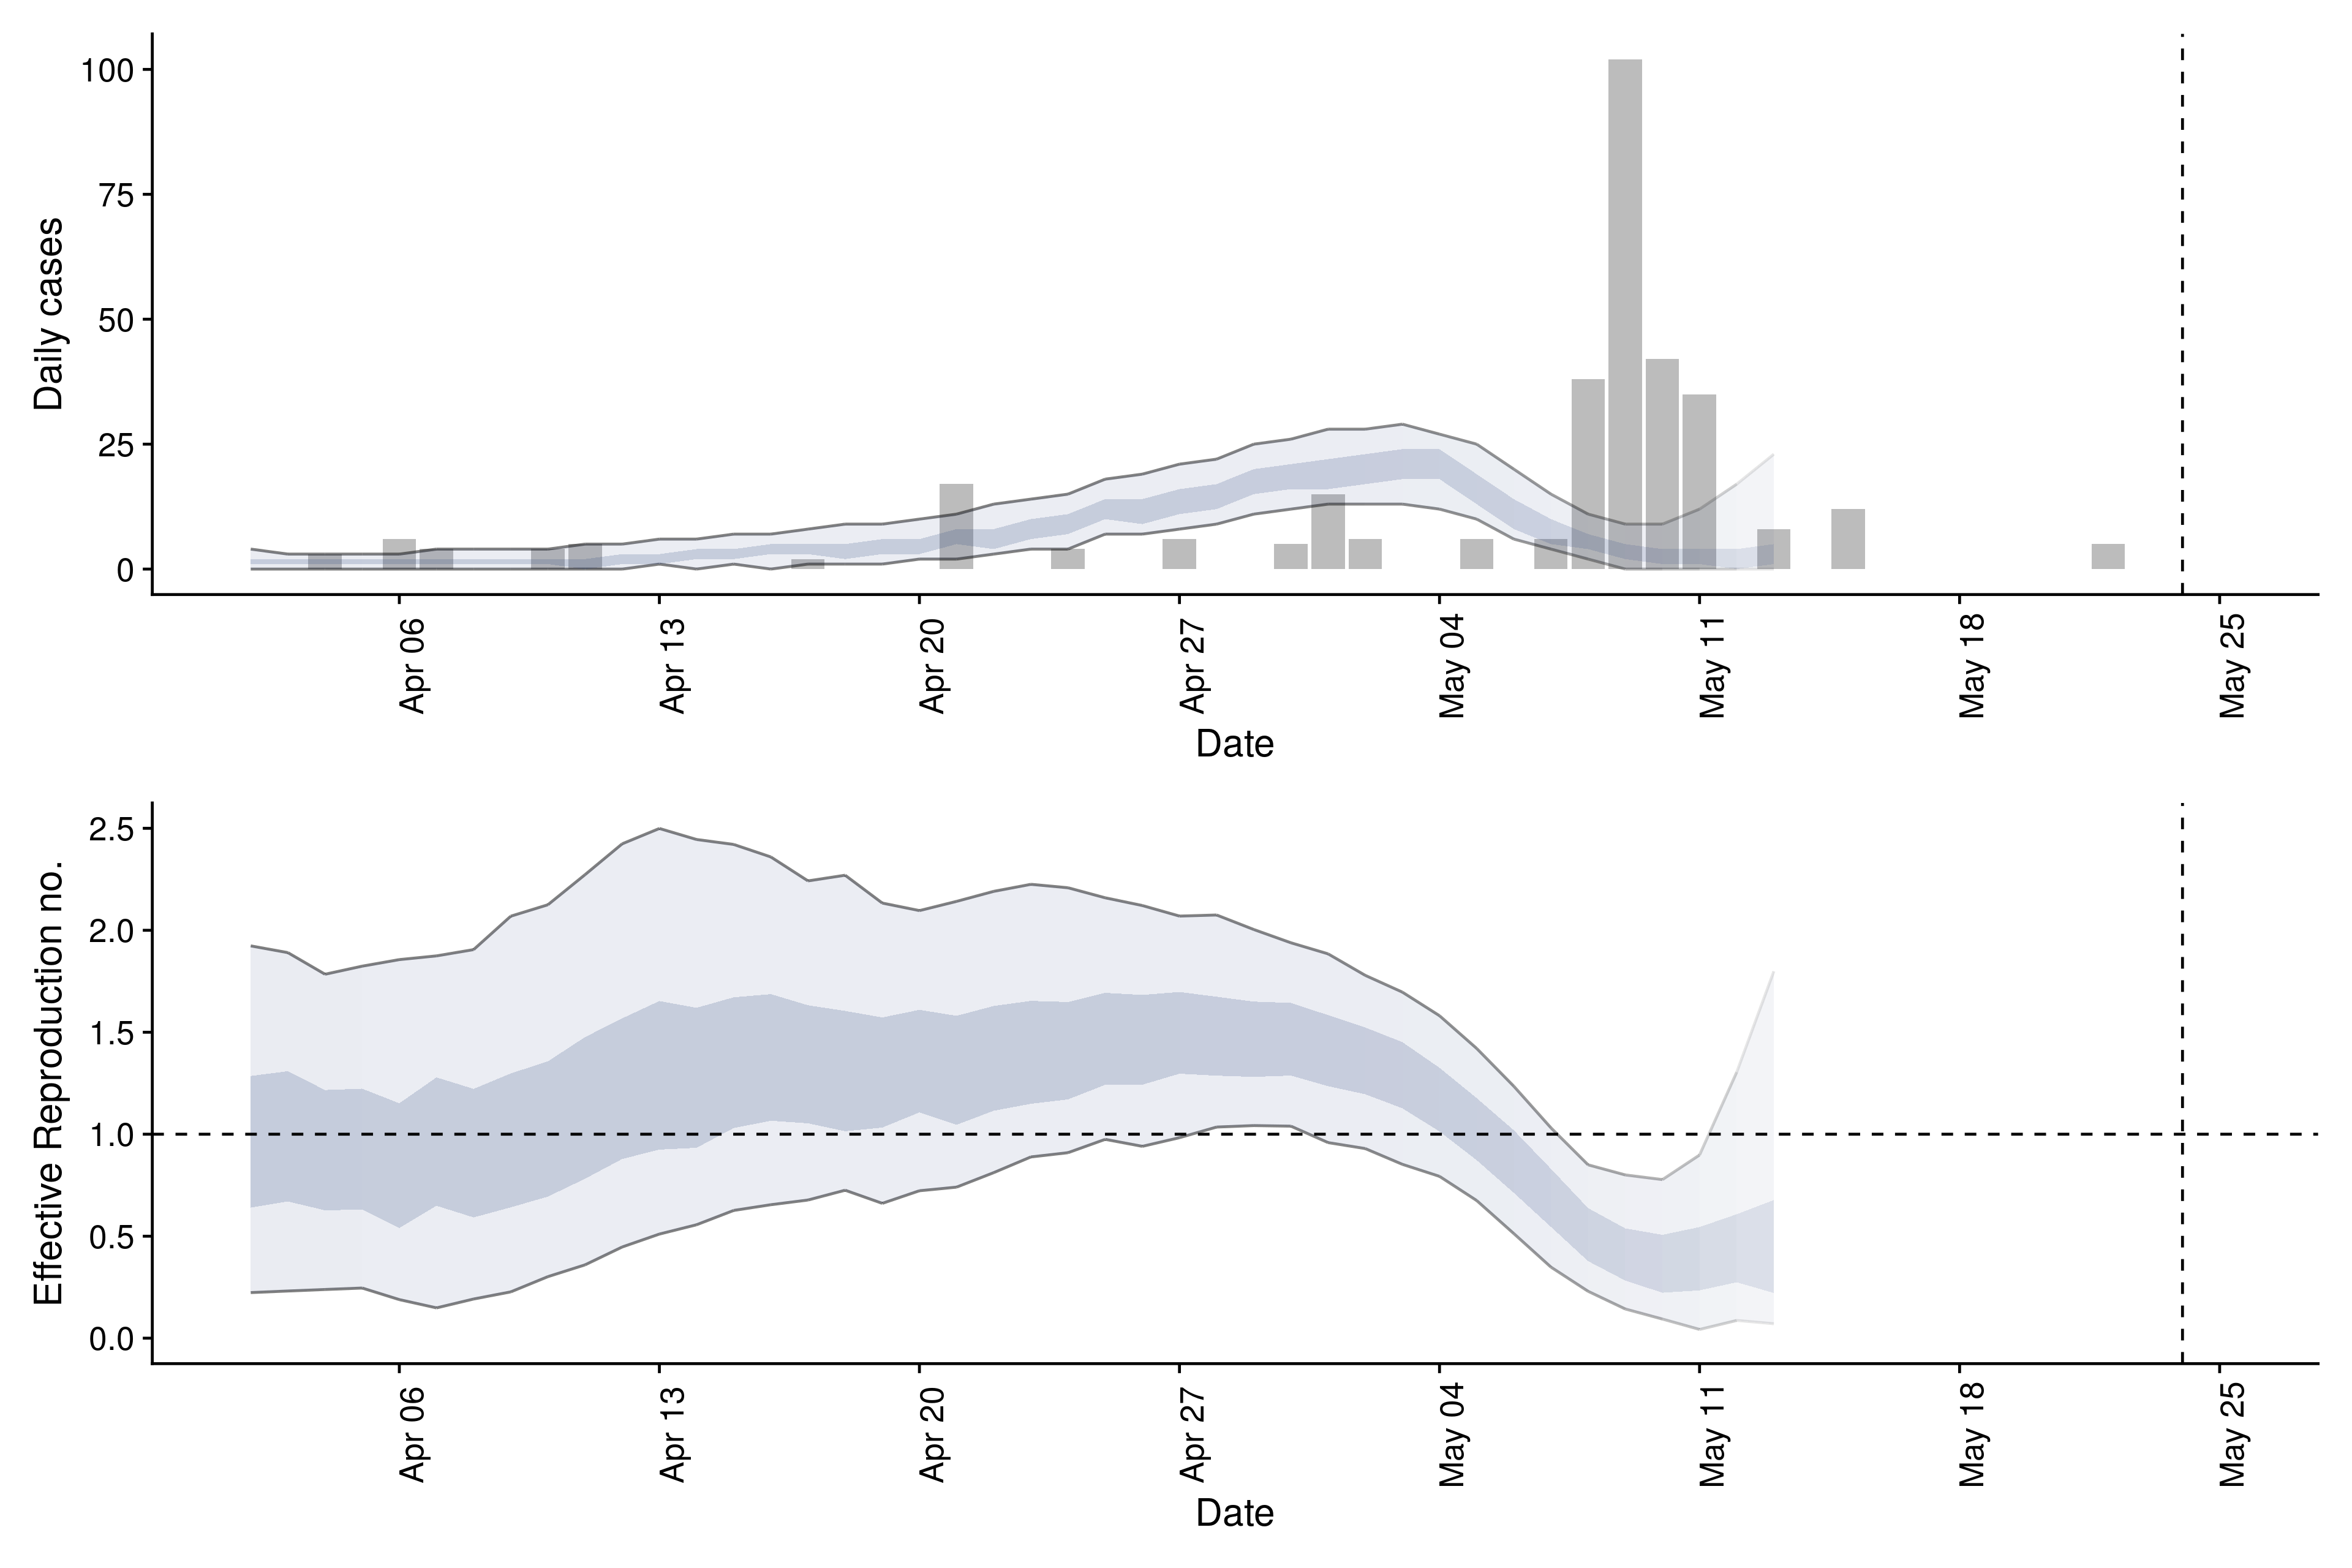 Daily cases
100
75
50
25
0
Apr 06
Apr 13
Apr 20
Apr 27
May 04
May 11
May 18
May 25
Date
Effective Reproduction no.
2.5
2.0
1.5
1.0
0.5
0.0
Apr 06
Apr 13
Apr 20
Apr 27
May 04
May 11
May 18
May 25
Date